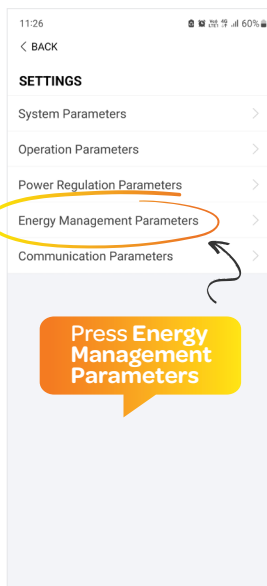 11:26 60%
< BACK
SETTINGS
System Parameters
Operation Parameters
Power Regulation Parameters
Energy Management Parameters
Communication Parameters
Press Energy
Management
Parameters